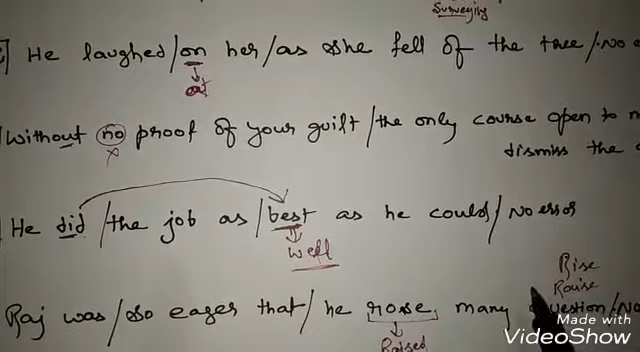 Surveying
He laughed/on her/as she fell of the tree/No e
at
Without no proof of your guilt/the only course open to m
dismiss the
He did/the job as/best as he could/No error
well
Rise
Raise
Raj was/so eager that/he rose, many question/No
Raised
Made with
VideoShow